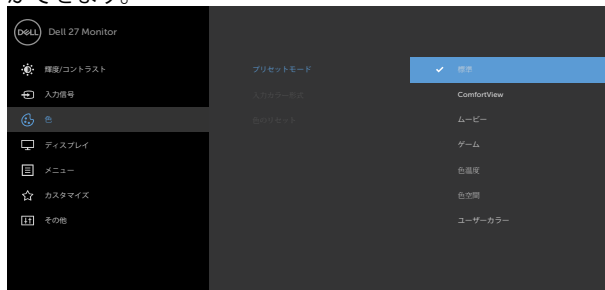 ができます。
DELL Dell 27 Monitor
輝度/コントラスト プリセットモード ✓ 標準
入力信号 入力カラー形式 ComfortView
色 色のリセット ムービー
ディスプレイ ゲーム
メニュー 色温度
カスタマイズ 色空間
その他 ユーザーカラー